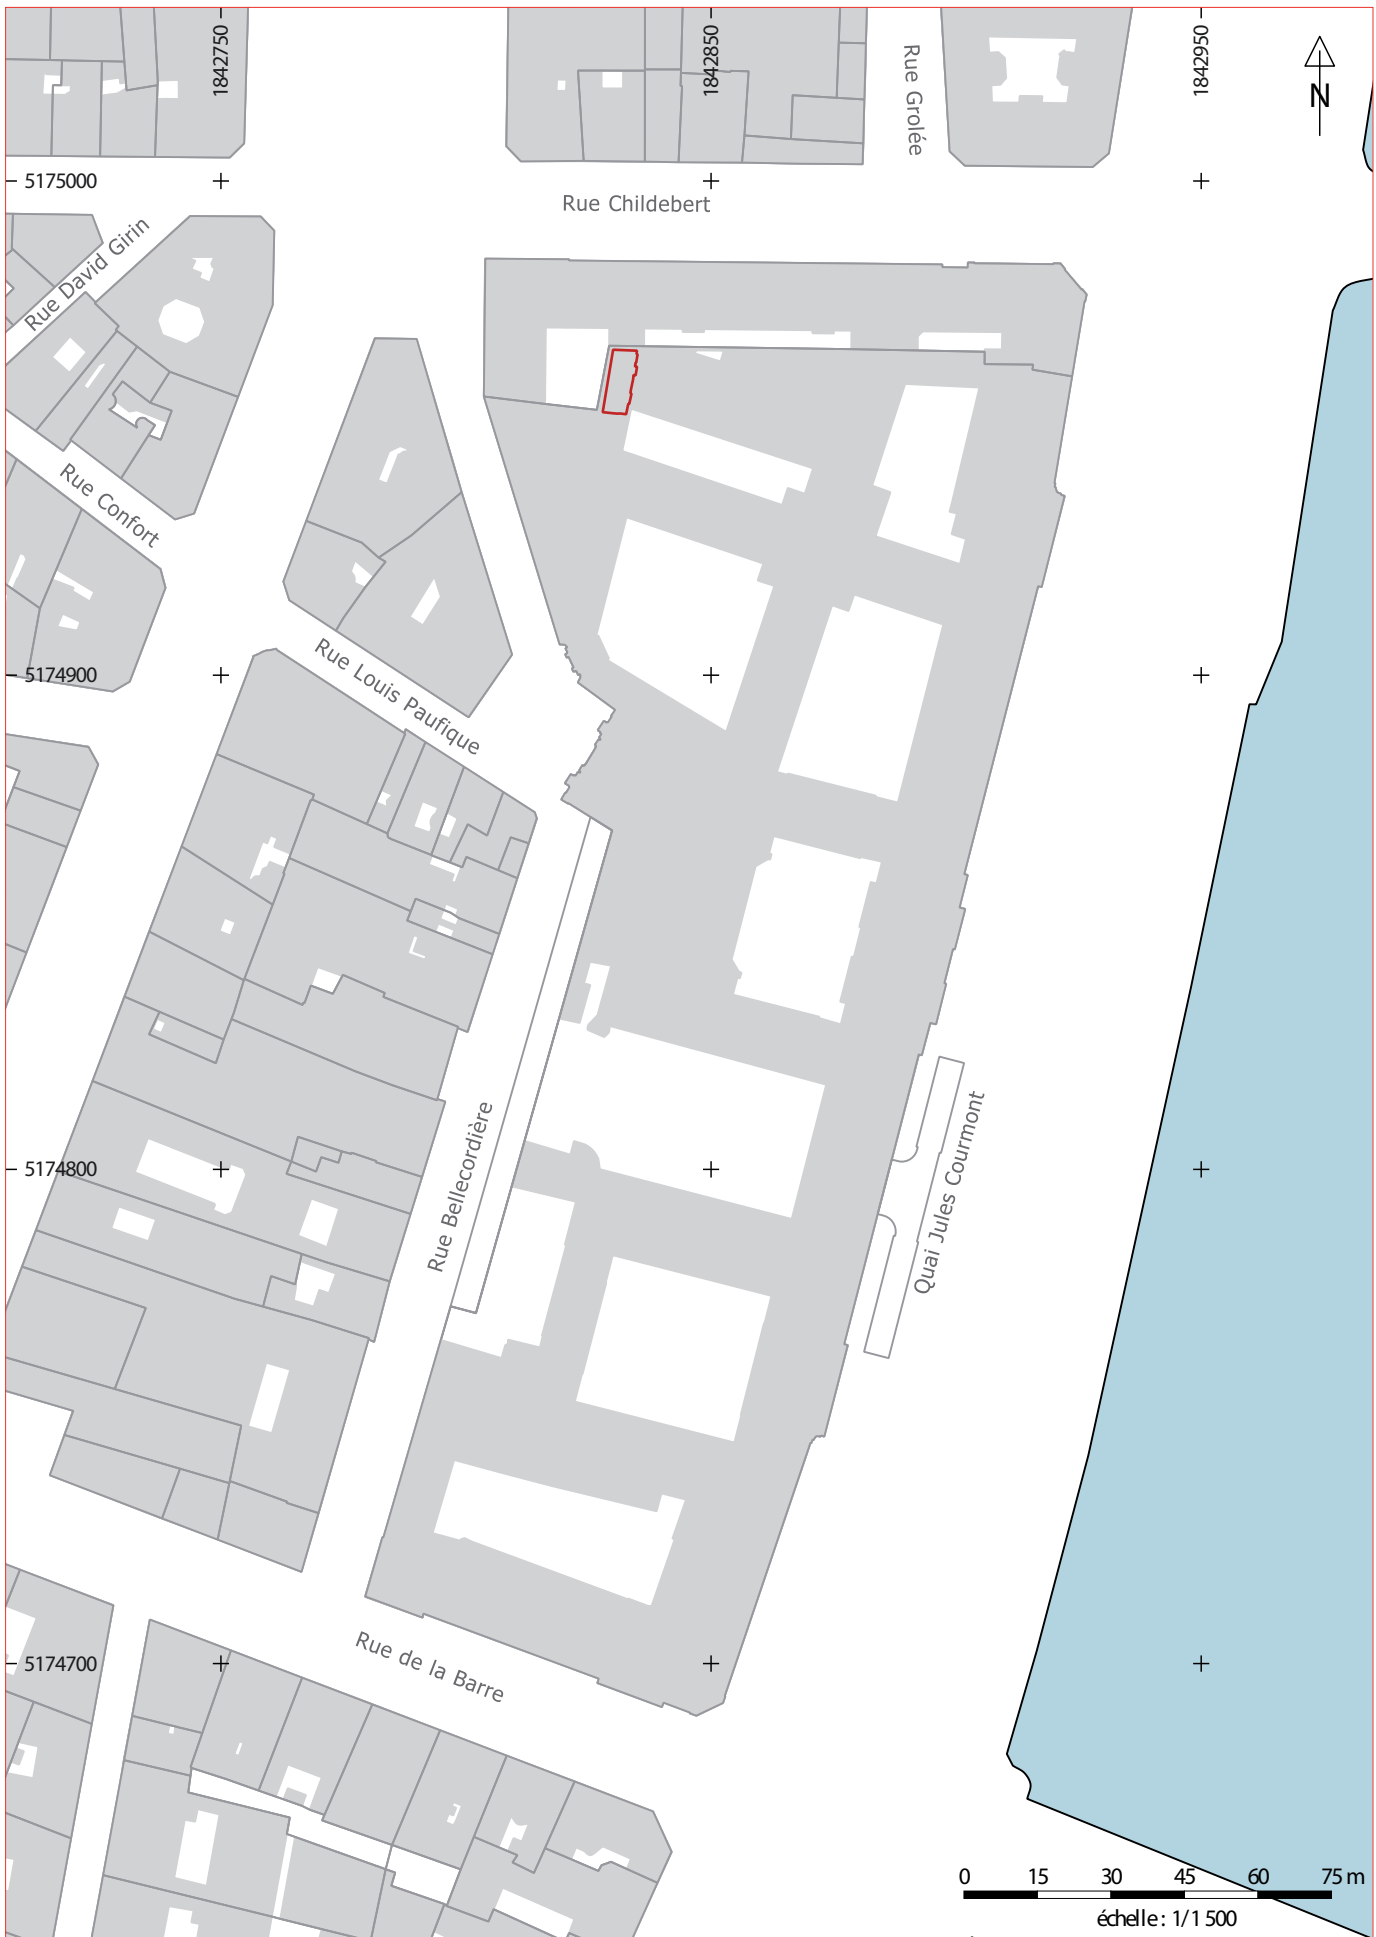 1842750
1842850
1842950
Rue Grolée
N
5175000
Rue Childebert
Rue David Girin
Rue Confort
Rue Louis Paufique
5174900
Rue Bellecordière
Quai Jules Courmont
5174800
Rue de la Barre
5174700
0 15 30 45 60 75 m
échelle : 1/1 500